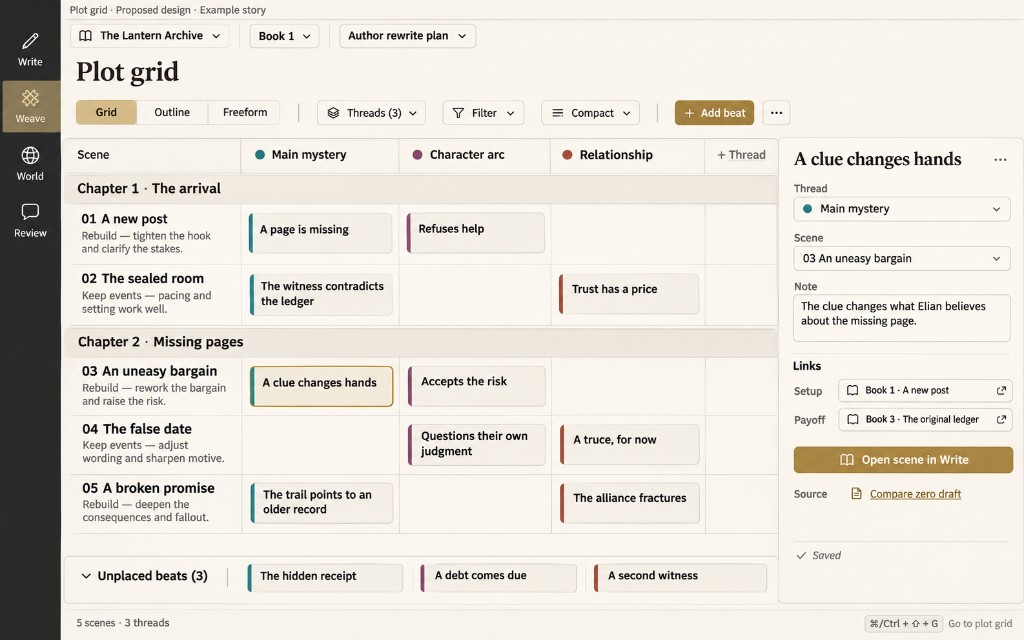 Plot grid · Proposed design · Example story
The Lantern Archive
Book 1
Author rewrite plan
Write
Weave
World
Review
Plot grid
Grid
Outline
Freeform
Threads (3)
Filter
Compact
+ Add beat
Scene
Main mystery
Character arc
Relationship
+ Thread
Chapter 1 · The arrival
01 A new post
Rebuild — tighten the hook
and clarify the stakes.
A page is missing
Refuses help
02 The sealed room
Keep events — pacing and
setting work well.
The witness contradicts
the ledger
Trust has a price
Chapter 2 · Missing pages
03 An uneasy bargain
Rebuild — rework the bargain
and raise the risk.
A clue changes hands
Accepts the risk
04 The false date
Keep events — adjust
wording and sharpen motive.
Questions their own
judgment
A truce, for now
05 A broken promise
Rebuild — deepen the
consequences and fallout.
The trail points to an
older record
The alliance fractures
Unplaced beats (3)
The hidden receipt
A debt comes due
A second witness
A clue changes hands
Thread
Main mystery
Scene
03 An uneasy bargain
Note
The clue changes what Elian believes
about the missing page.
Links
Setup
Book 1 · A new post
Payoff
Book 3 · The original ledger
Open scene in Write
Source
Compare zero draft
Saved
5 scenes · 3 threads
⌘/Ctrl + ⇧ + G
Go to plot grid